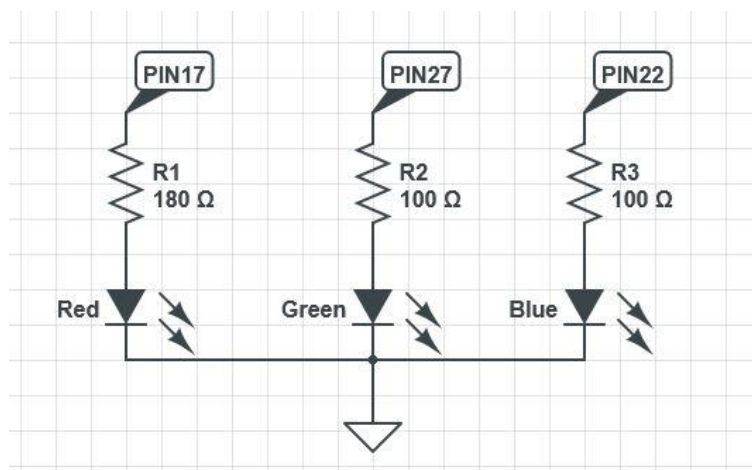 PIN17
PIN27
PIN22
R1
180 Ω
R2
100 Ω
R3
100 Ω
Red
Green
Blue